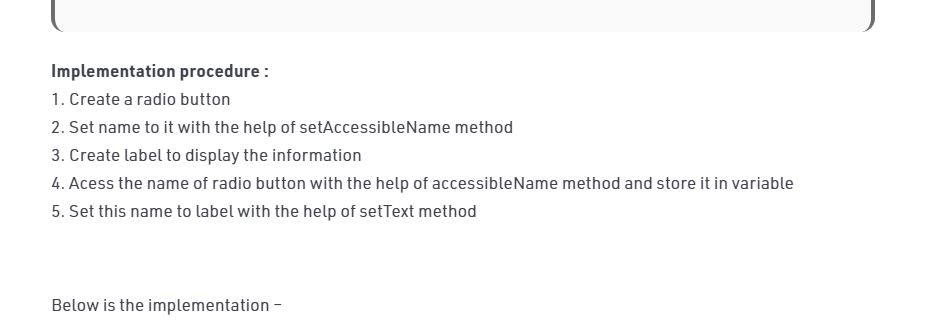 Implementation procedure :
1. Create a radio button
2. Set name to it with the help of setAccessibleName method
3. Create label to display the information
4. Acess the name of radio button with the help of accessibleName method and store it in variable
5. Set this name to label with the help of setText method
Below is the implementation –